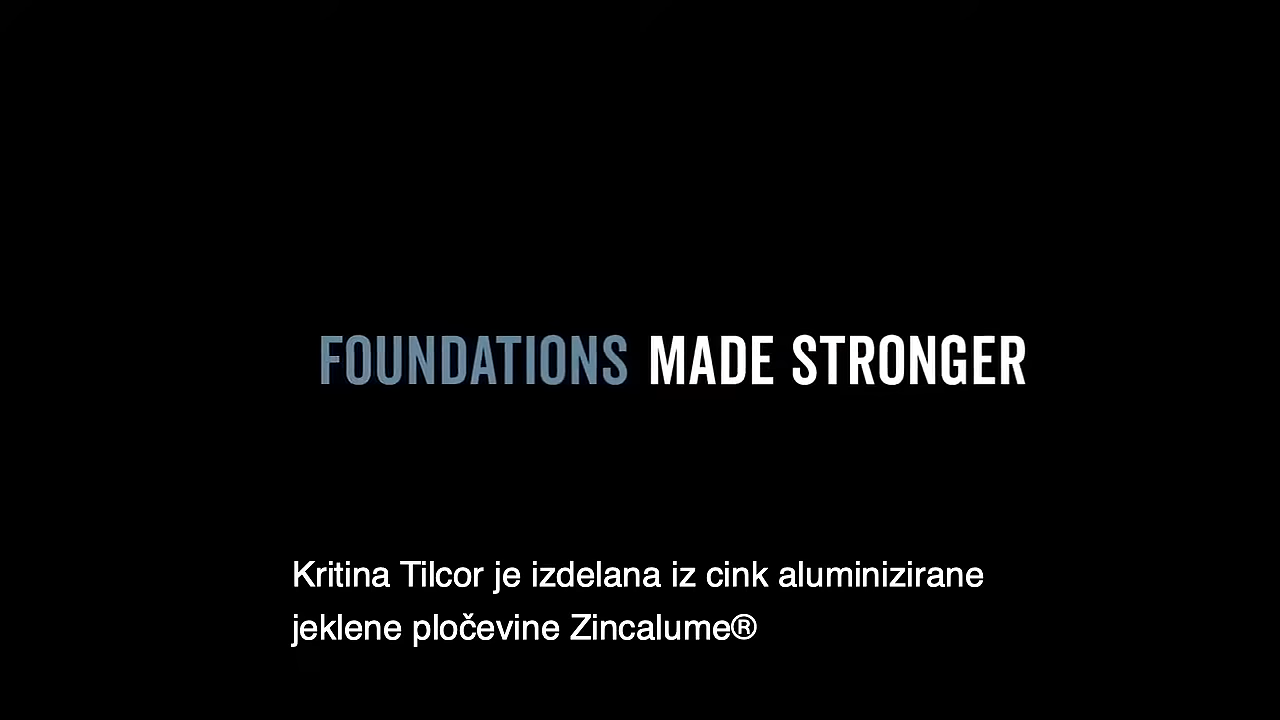 FOUNDATIONS MADE STRONGER
Kritina Tilcor je izdelana iz cink aluminizirane
jeklene pločevine Zincalume®